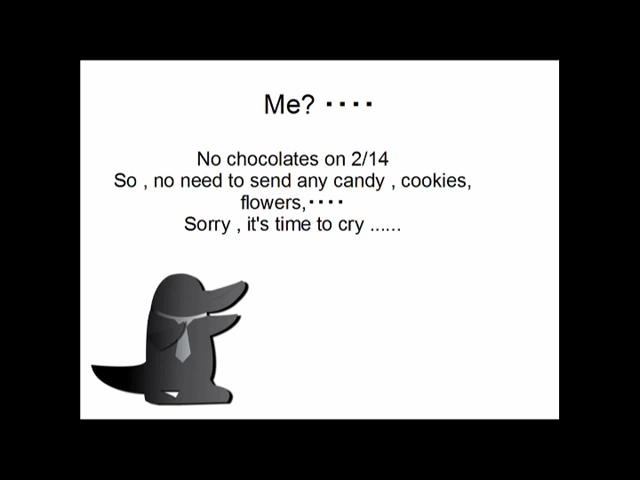 Me? ････
No chocolates on 2/14
So , no need to send any candy , cookies,
flowers,････
Sorry , it's time to cry ......